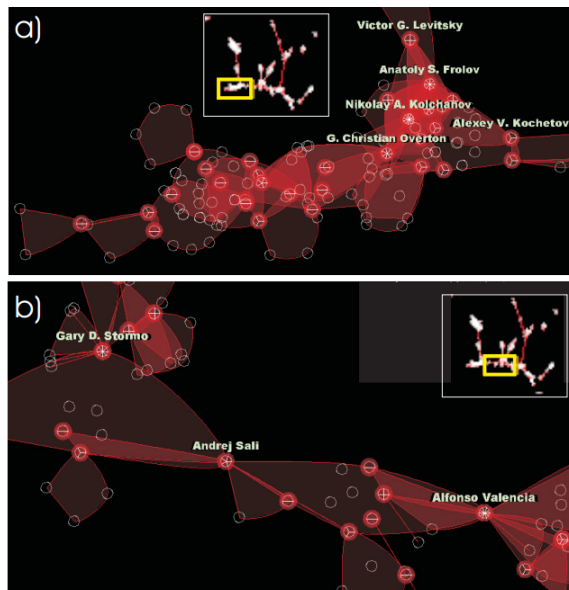 a)
Victor G. Levitsky
Anatoly S. Frolov
Nikolay A. Kolchanov
Alexey V. Kochetov
G. Christian Overton
b)
Gary D. Stormo
Andrej Sali
Alfonso Valencia